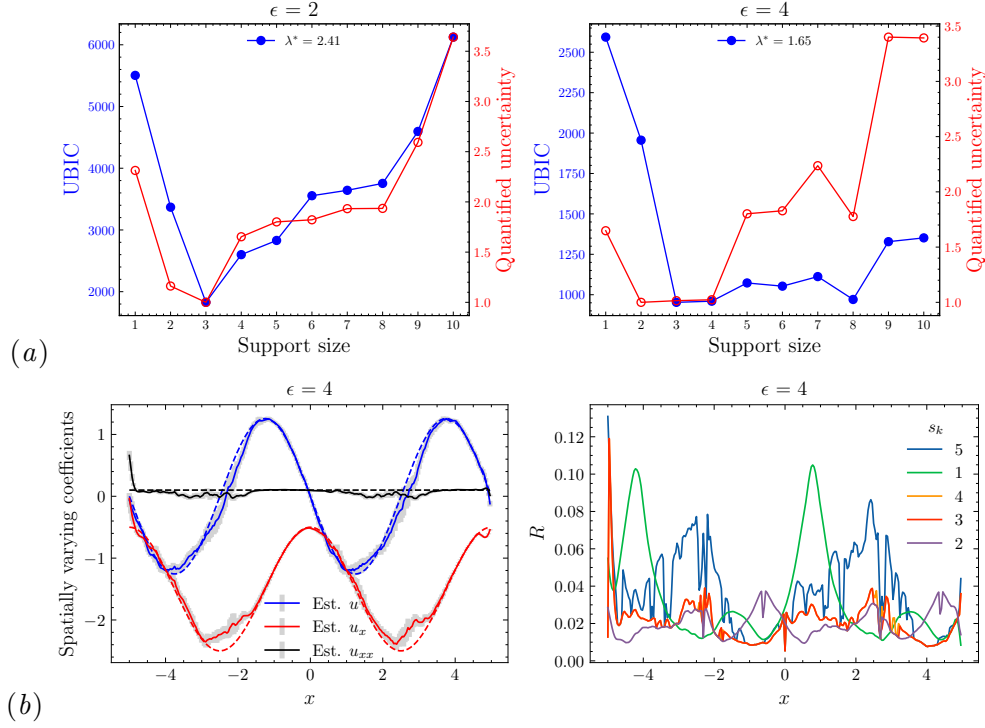 ϵ = 2
6000
5000
4000
3000
2000
UBIC
λ* = 2.41
3.5
3.0
2.5
2.0
1.5
1.0
Quantified uncertainty
1 2 3 4 5 6 7 8 9 10
Support size
ϵ = 4
2500
2250
2000
1750
1500
1250
1000
UBIC
λ* = 1.65
3.5
3.0
2.5
2.0
1.5
1.0
Quantified uncertainty
1 2 3 4 5 6 7 8 9 10
Support size
(a)
ϵ = 4
Spatially varying coefficients
1
0
−1
−2
Est. u
Est. u_x
Est. u_{xx}
−4 −2 0 2 4
x
ϵ = 4
R
0.12
0.10
0.08
0.06
0.04
0.02
0.00
s_k
5
1
4
3
2
−4 −2 0 2 4
x
(b)